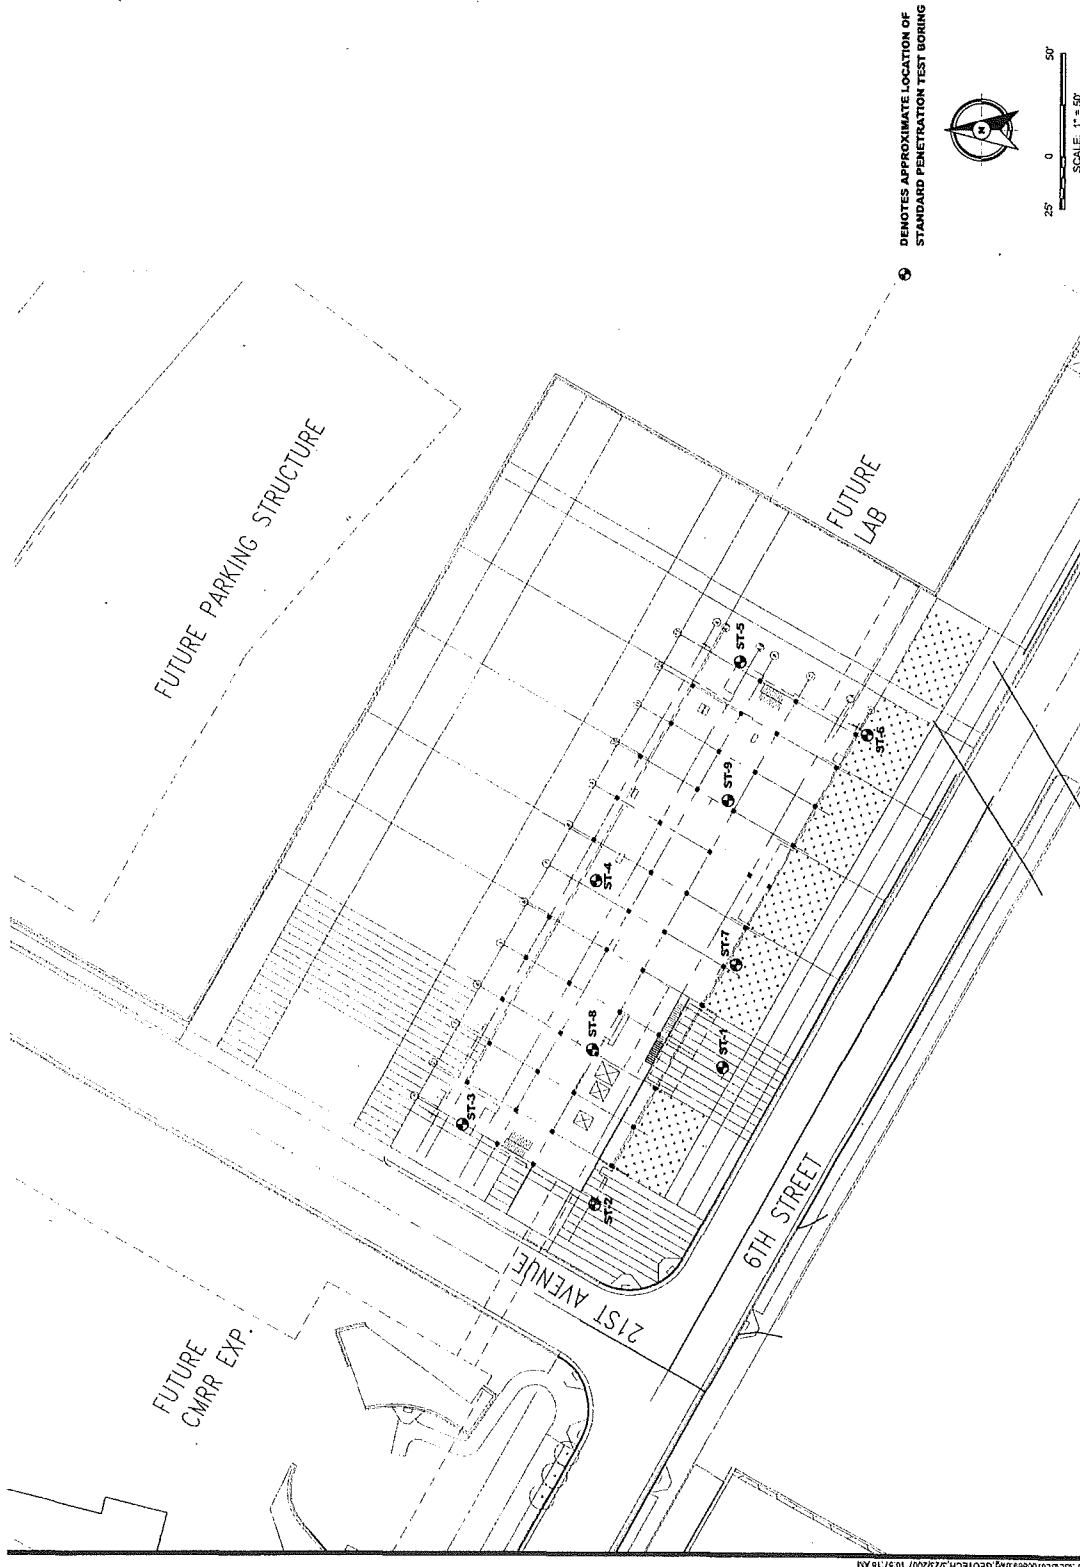 FUTURE PARKING STRUCTURE
FUTURE
CMRR EXP.
FUTURE
LAB
21ST AVENUE
6TH STREET
ST-3
ST-2
ST-8
ST-1
ST-7
ST-4
ST-9
ST-5
ST-6
DENOTES APPROXIMATE LOCATION OF
STANDARD PENETRATION TEST BORING
N
25' 0 50'
SCALE: 1" = 50'